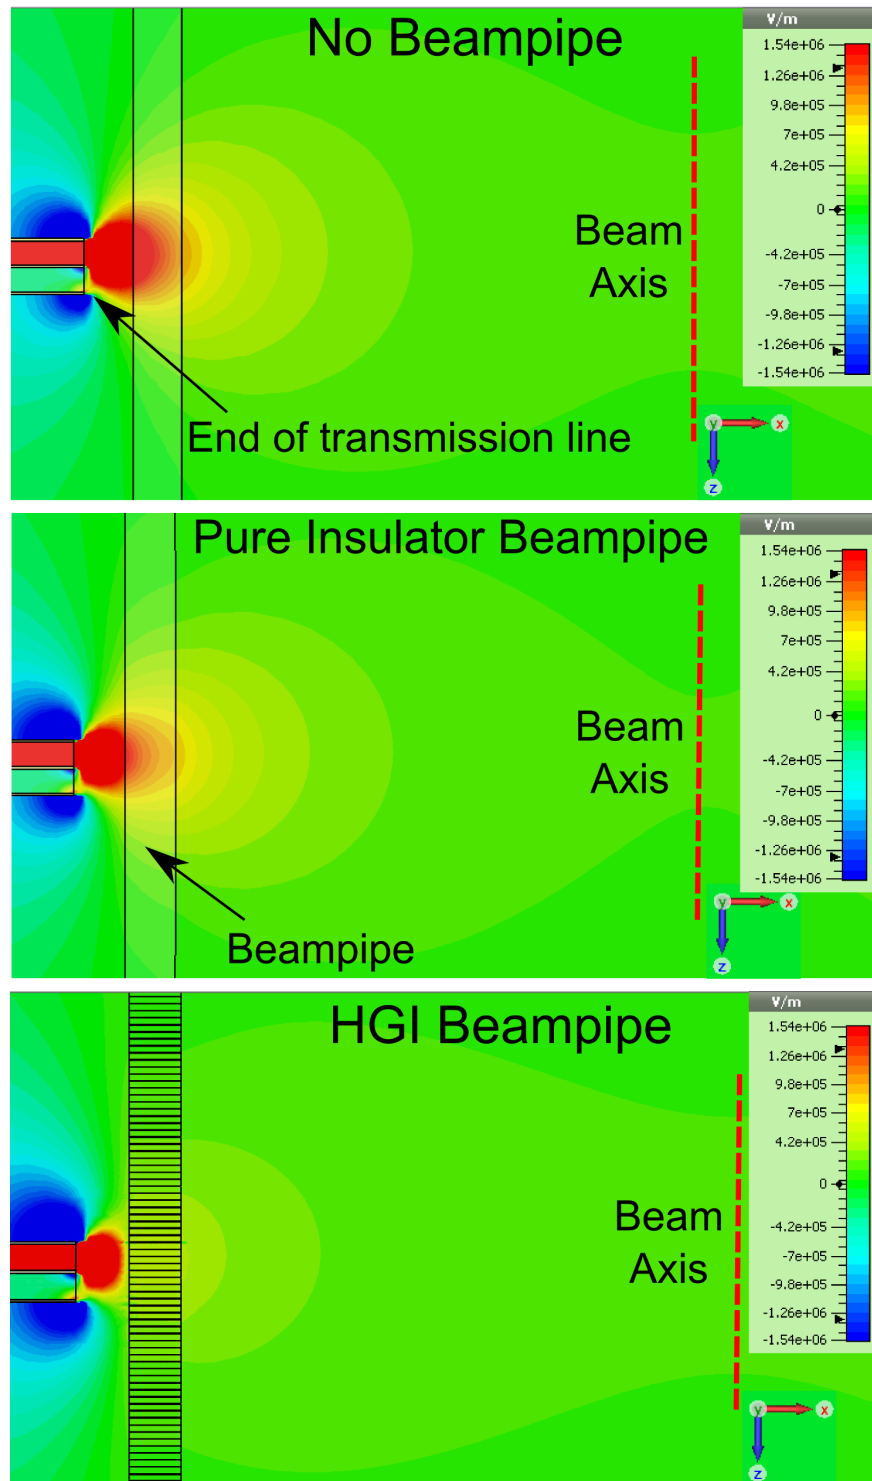 No Beampipe
V/m
1.54e+06
1.26e+06
9.8e+05
7e+05
4.2e+05
0
-4.2e+05
-7e+05
-9.8e+05
-1.26e+06
-1.54e+06
Beam
Axis
End of transmission line
y
x
z
Pure Insulator Beampipe
V/m
1.54e+06
1.26e+06
9.8e+05
7e+05
4.2e+05
0
-4.2e+05
-7e+05
-9.8e+05
-1.26e+06
-1.54e+06
Beam
Axis
Beampipe
y
x
z
HGI Beampipe
V/m
1.54e+06
1.26e+06
9.8e+05
7e+05
4.2e+05
0
-4.2e+05
-7e+05
-9.8e+05
-1.26e+06
-1.54e+06
Beam
Axis
y
x
z